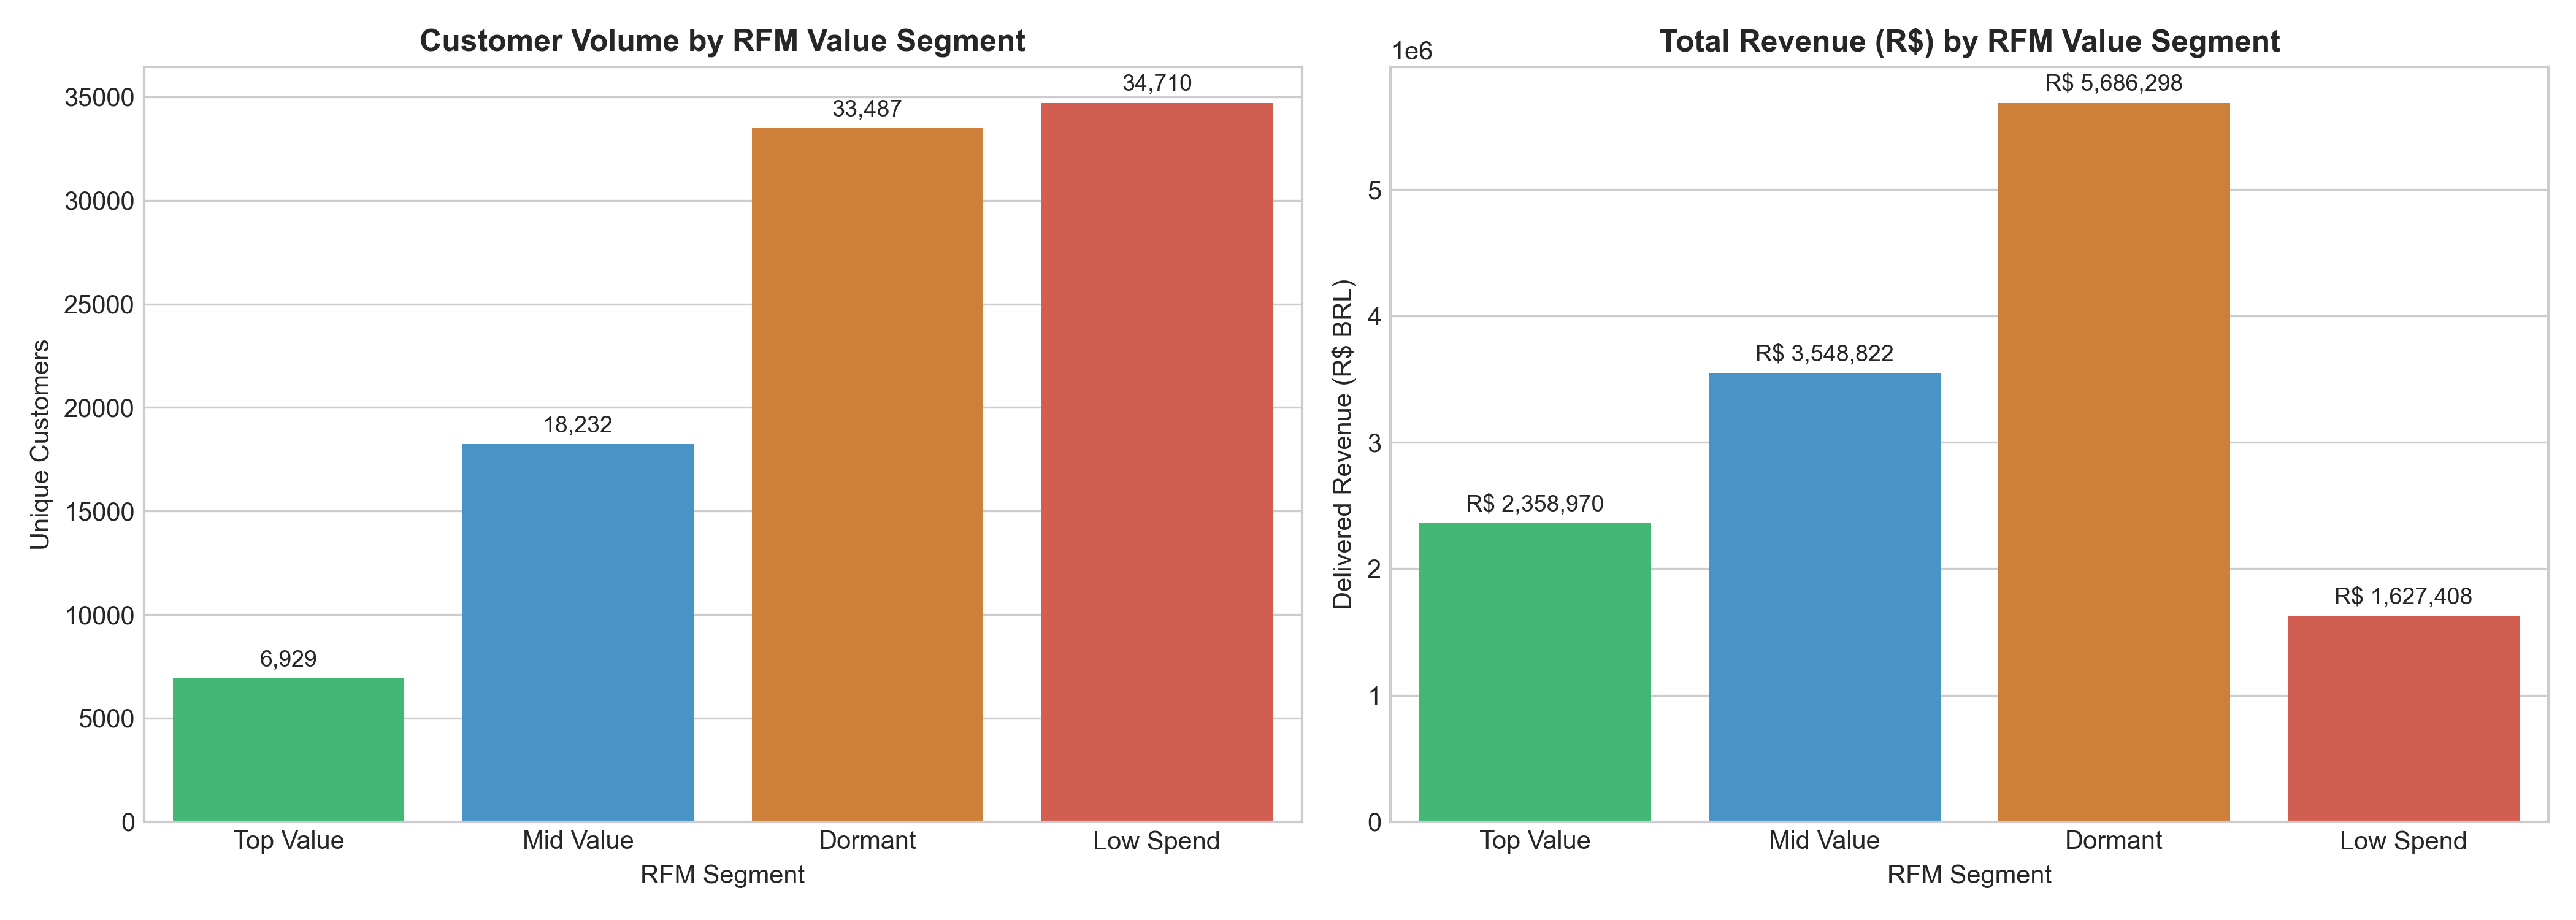 Customer Volume by RFM Value Segment
Unique Customers
35000
30000
25000
20000
15000
10000
5000
0
6,929
18,232
33,487
34,710
Top Value
Mid Value
Dormant
Low Spend
RFM Segment
Total Revenue (R$) by RFM Value Segment
1e6
Delivered Revenue (R$ BRL)
5
4
3
2
1
0
R$ 2,358,970
R$ 3,548,822
R$ 5,686,298
R$ 1,627,408
Top Value
Mid Value
Dormant
Low Spend
RFM Segment